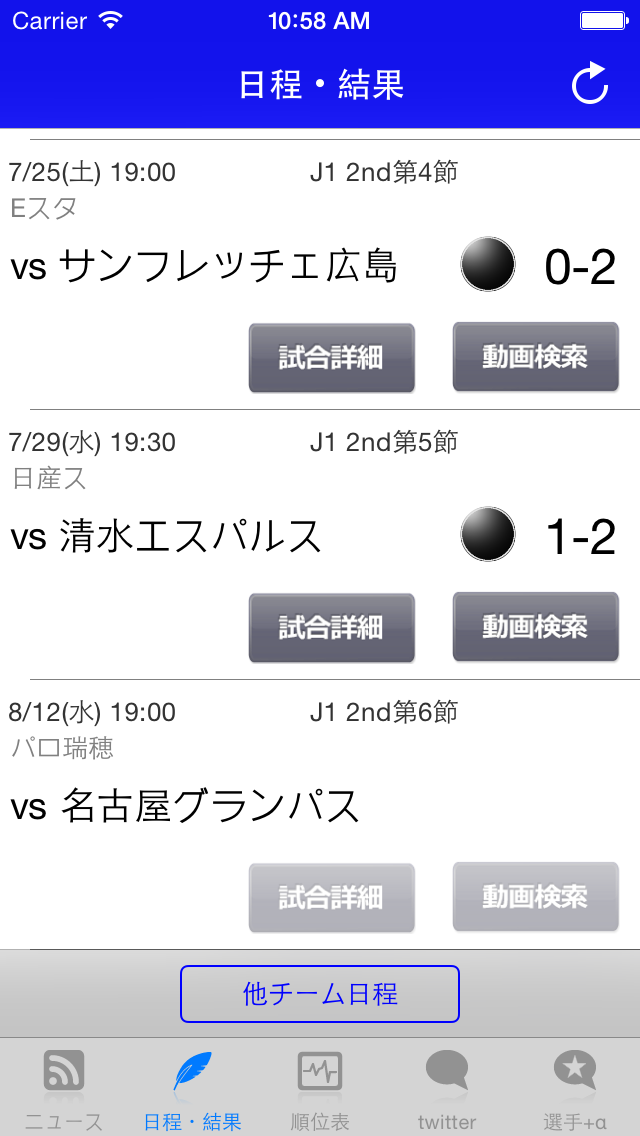 Carrier 10:58 AM
日程・結果
7/25(土) 19:00 J1 2nd第4節
Eスタ
vs サンフレッチェ広島 0-2
試合詳細 動画検索
7/29(水) 19:30 J1 2nd第5節
日産ス
vs 清水エスパルス 1-2
試合詳細 動画検索
8/12(水) 19:00 J1 2nd第6節
パロ瑞穂
vs 名古屋グランパス
試合詳細 動画検索
他チーム日程
ニュース 日程・結果 順位表 twitter 選手+α